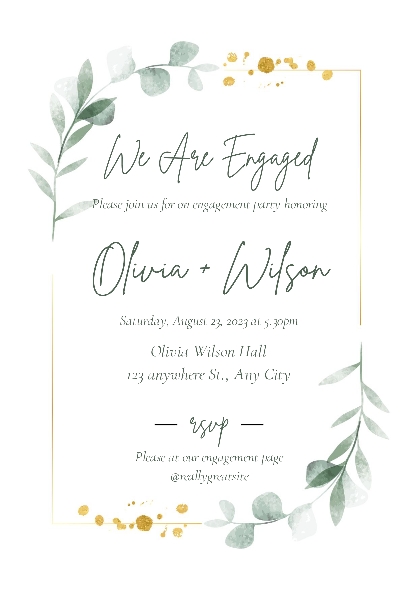 We Are Engaged
Please join us for on engagement party honoring
Olivia + Wilson
Saturday, August 23, 2023 at 5.30pm
Olivia Wilson Hall
123 anywhere St., Any City
rsvp
Please at our engagement page
@reallygreatsite